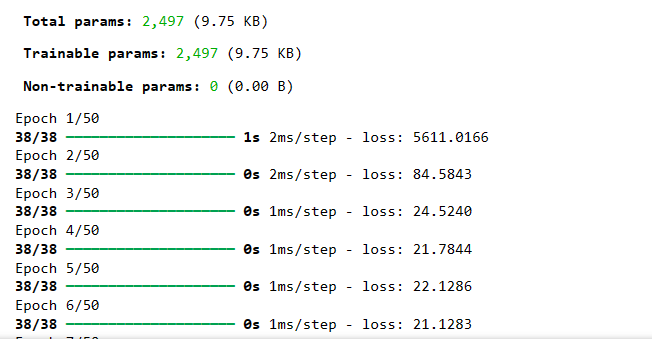 Total params: 2,497 (9.75 KB)
Trainable params: 2,497 (9.75 KB)
Non-trainable params: 0 (0.00 B)
Epoch 1/50
38/38 ━━━━━━━━━━━━━━━━━━━━ 1s 2ms/step - loss: 5611.0166
Epoch 2/50
38/38 ━━━━━━━━━━━━━━━━━━━━ 0s 2ms/step - loss: 84.5843
Epoch 3/50
38/38 ━━━━━━━━━━━━━━━━━━━━ 0s 1ms/step - loss: 24.5240
Epoch 4/50
38/38 ━━━━━━━━━━━━━━━━━━━━ 0s 1ms/step - loss: 21.7844
Epoch 5/50
38/38 ━━━━━━━━━━━━━━━━━━━━ 0s 1ms/step - loss: 22.1286
Epoch 6/50
38/38 ━━━━━━━━━━━━━━━━━━━━ 0s 1ms/step - loss: 21.1283